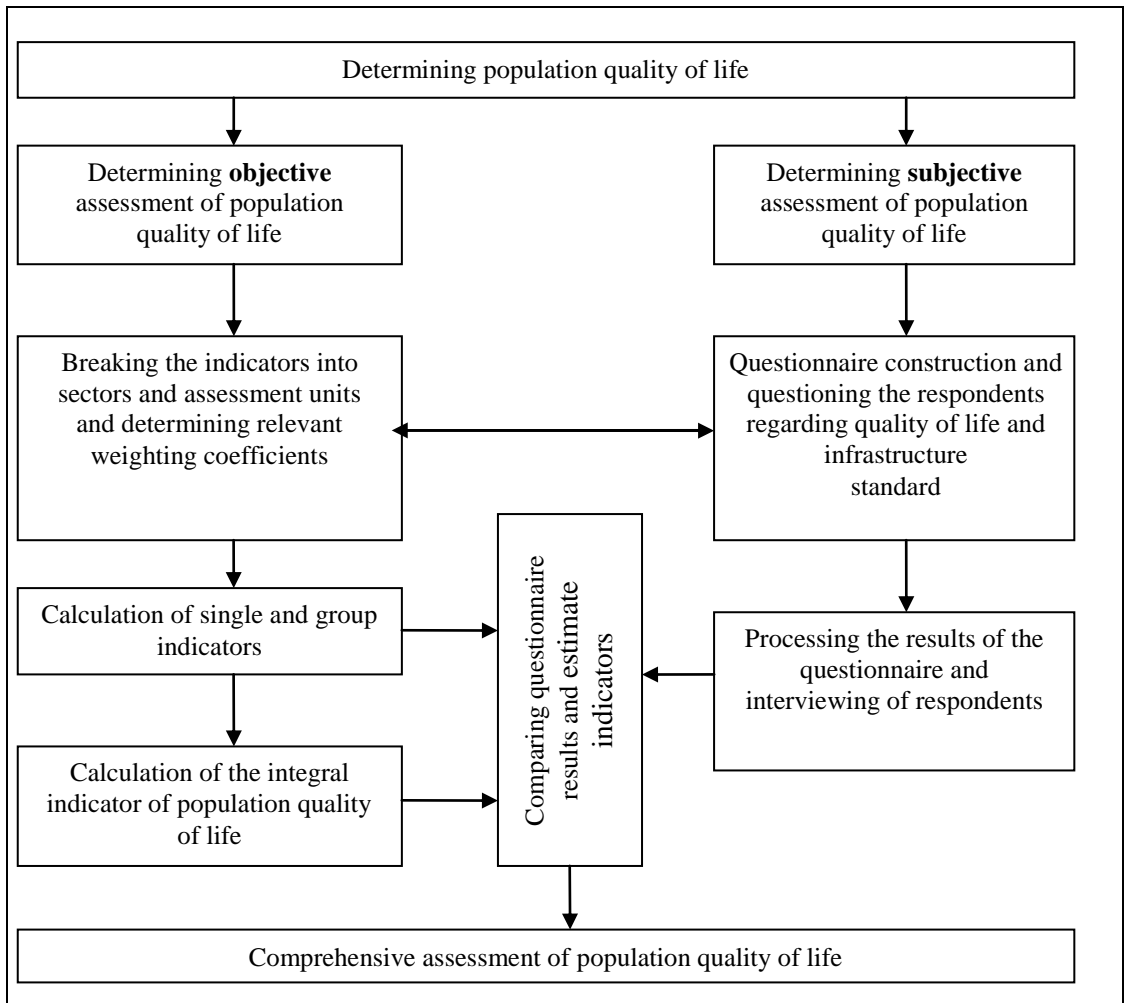 Determining population quality of life
Determining objective
assessment of population
quality of life
Determining subjective
assessment of population
quality of life
Breaking the indicators into
sectors and assessment units
and determining relevant
weighting coefficients
Questionnaire construction and
questioning the respondents
regarding quality of life and
infrastructure
standard
Calculation of single and group
indicators
Comparing questionnaire
results and estimate
indicators
Processing the results of the
questionnaire and
interviewing of respondents
Calculation of the integral
indicator of population quality
of life
Comprehensive assessment of population quality of life